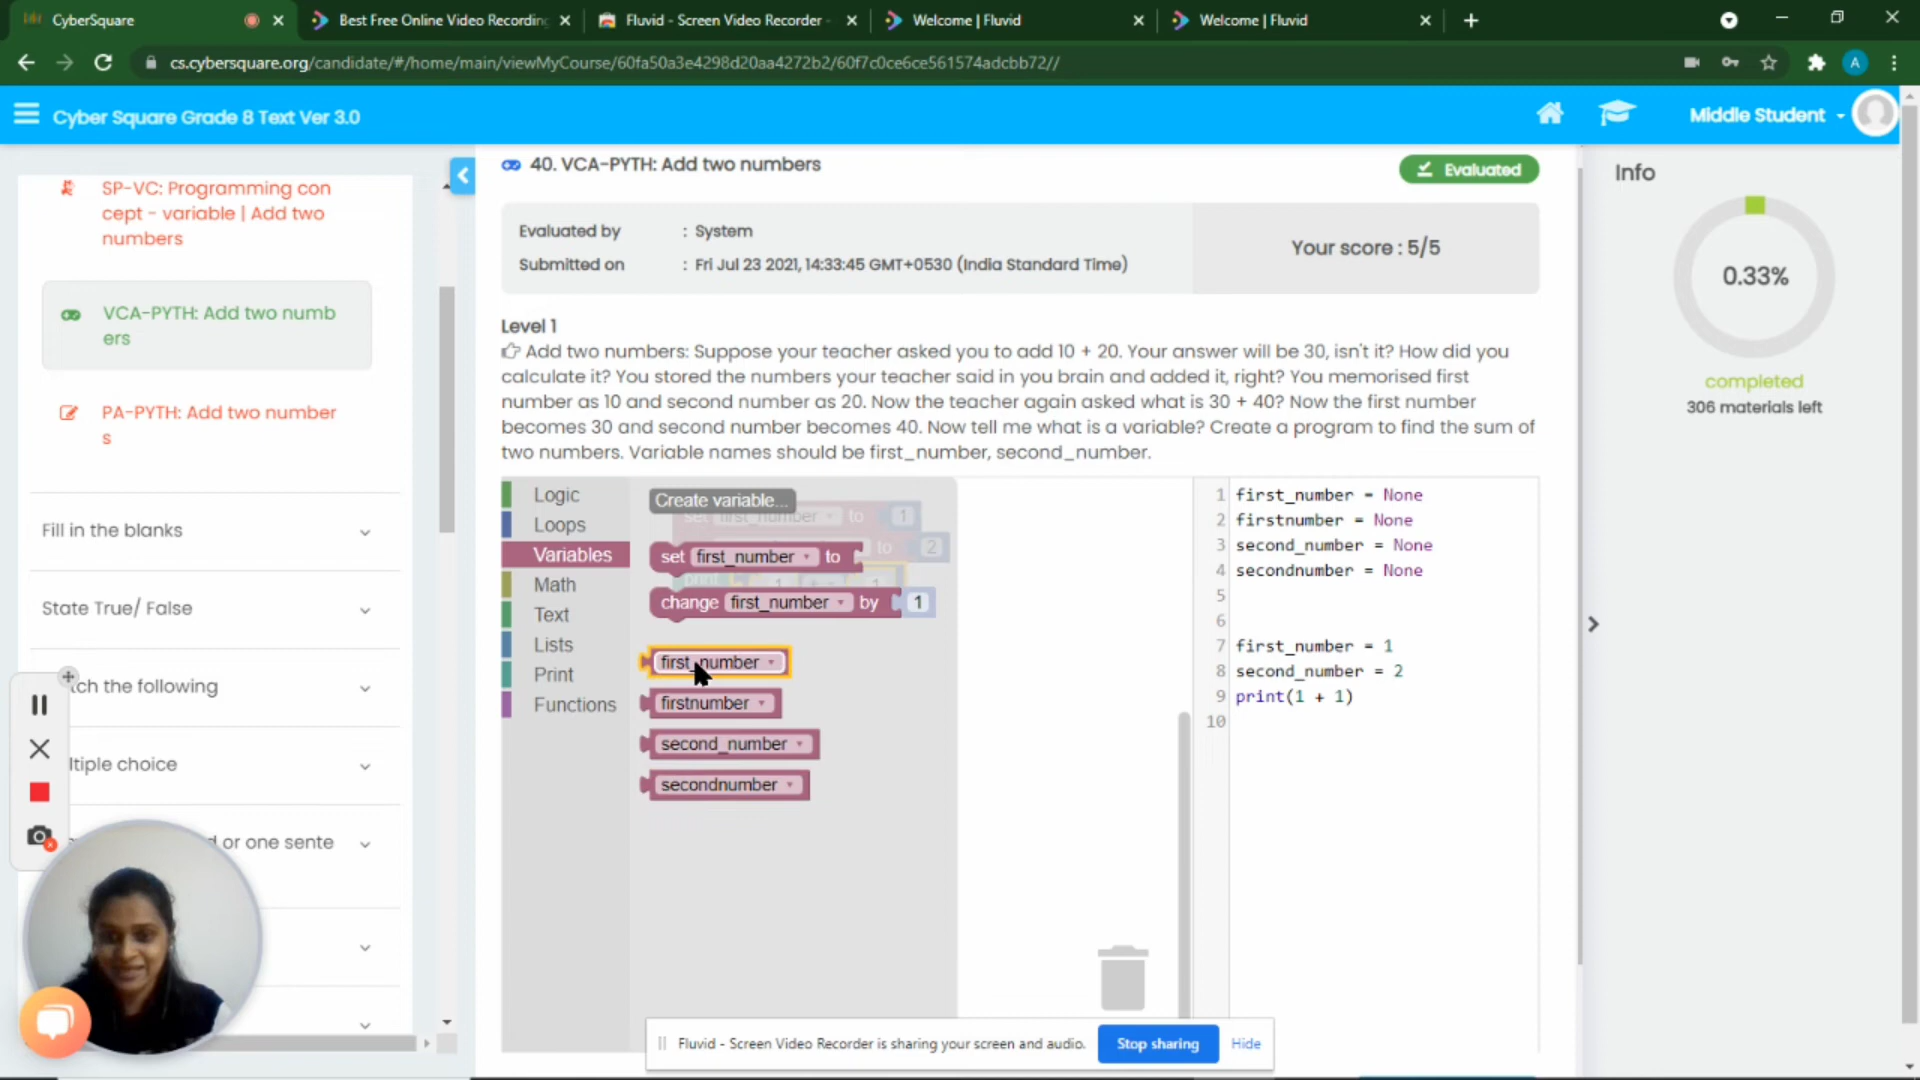 CyberSquare
Best Free Online Video Recording
Fluvid - Screen Video Recorder -
Welcome | Fluvid
Welcome | Fluvid
cs.cybersquare.org/candidate/#/home/main/viewMyCourse/60fa50a3e4298d20aa4272b2/60f7c0ce6ce561574adcbb72//
A
Cyber Square Grade 8 Text Ver 3.0
Middle Student
SP-VC: Programming con
cept - variable | Add two
numbers
VCA-PYTH: Add two numb
ers
PA-PYTH: Add two number
s
Fill in the blanks
State True/ False
tch the following
ltiple choice
d or one sente
40. VCA-PYTH: Add two numbers
Evaluated
Evaluated by : System
Submitted on : Fri Jul 23 2021, 14:33:45 GMT+0530 (India Standard Time)
Your score : 5/5
Level 1
Add two numbers: Suppose your teacher asked you to add 10 + 20. Your answer will be 30, isn't it? How did you
calculate it? You stored the numbers your teacher said in you brain and added it, right? You memorised first
number as 10 and second number as 20. Now the teacher again asked what is 30 + 40? Now the first number
becomes 30 and second number becomes 40. Now tell me what is a variable? Create a program to find the sum of
two numbers. Variable names should be first_number, second_number.
Logic
Loops
Variables
Math
Text
Lists
Print
Functions
Create variable...
set first_number to 1
set first_number to
to 2
print 1 + 1
change first_number by 1
first_number
firstnumber
second_number
secondnumber
1 first_number = None
2 firstnumber = None
3 second_number = None
4 secondnumber = None
5
6
7 first_number = 1
8 second_number = 2
9 print(1 + 1)
10
Info
0.33%
completed
306 materials left
Fluvid - Screen Video Recorder is sharing your screen and audio.
Stop sharing
Hide